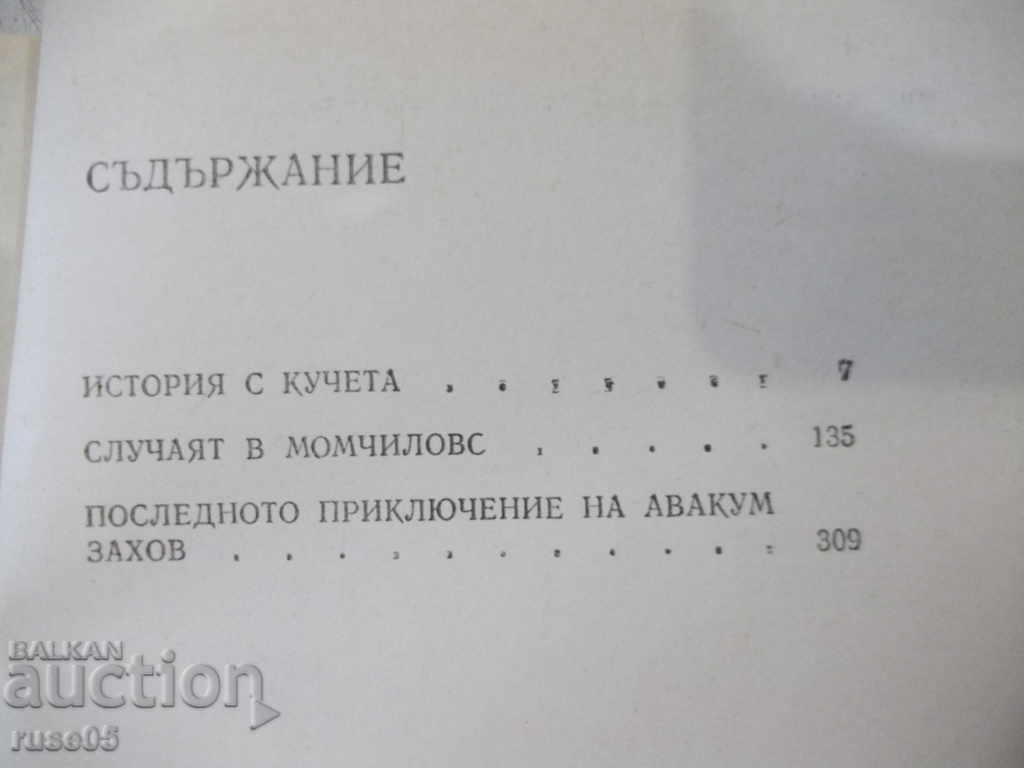 СЪДЪРЖАНИЕ
ИСТОРИЯ С КУЧЕТА . . . . . . . 7
СЛУЧАЯТ В МОМЧИЛОВС . . . . . 135
ПОСЛЕДНОТО ПРИКЛЮЧЕНИЕ НА АВАКУМ
ЗАХОВ . . . . . . . . . . . 309
BALKAN
auction
ruse05